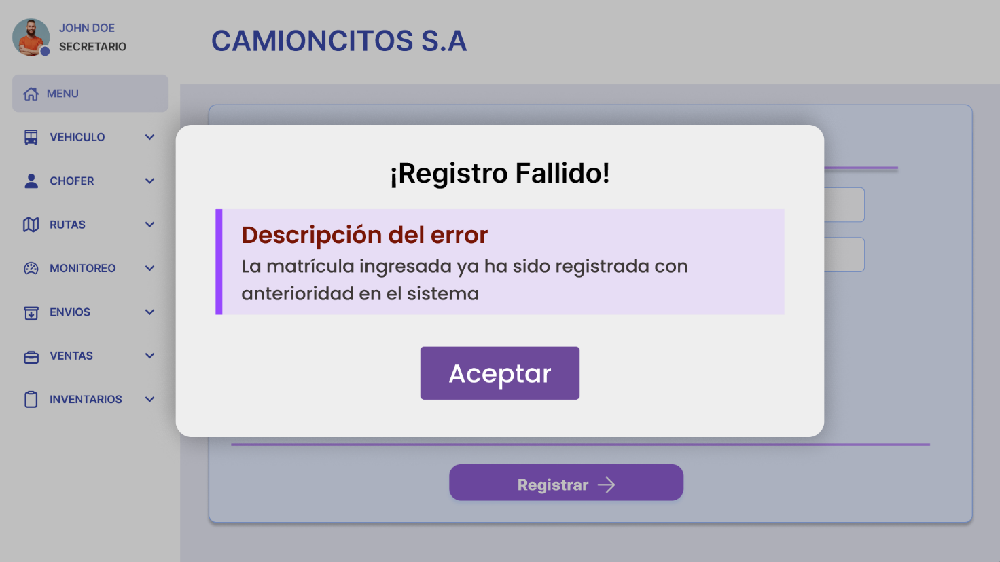 JOHN DOE
SECRETARIO
CAMIONCITOS S.A
MENU
VEHICULO
CHOFER
RUTAS
MONITOREO
ENVIOS
VENTAS
INVENTARIOS
¡Registro Fallido!
Descripción del error
La matrícula ingresada ya ha sido registrada con
anterioridad en el sistema
Aceptar
Registrar